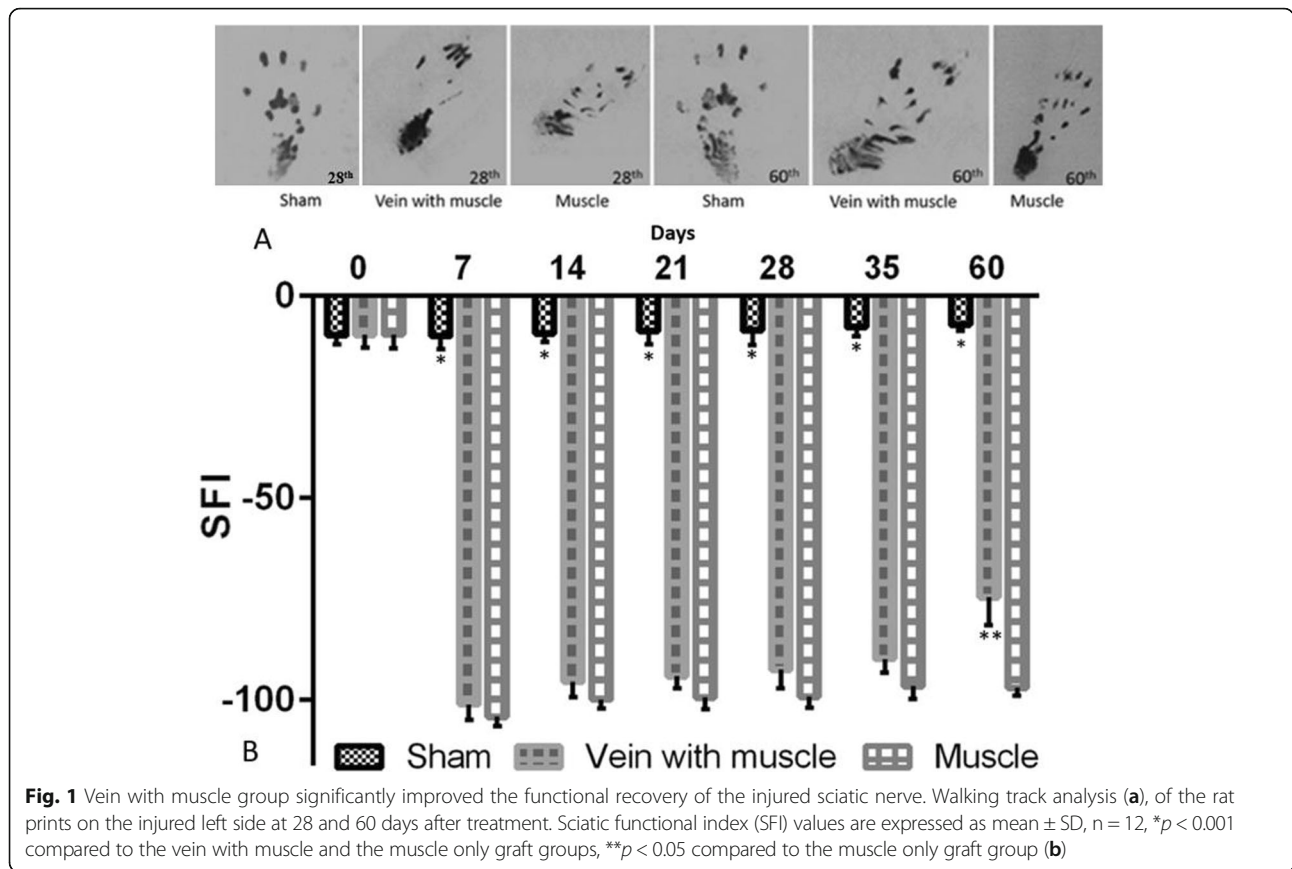 28th 28th 28th 60th 60th 60th
Sham Vein with muscle Muscle Sham Vein with muscle Muscle
A
Days
0 7 14 21 28 35 60
0
* * * * * *
-50
SFI
**
-100
B
Sham Vein with muscle Muscle
Fig. 1 Vein with muscle group significantly improved the functional recovery of the injured sciatic nerve. Walking track analysis (a), of the rat
prints on the injured left side at 28 and 60 days after treatment. Sciatic functional index (SFI) values are expressed as mean ± SD, n = 12, *p < 0.001
compared to the vein with muscle and the muscle only graft groups, **p < 0.05 compared to the muscle only graft group (b)